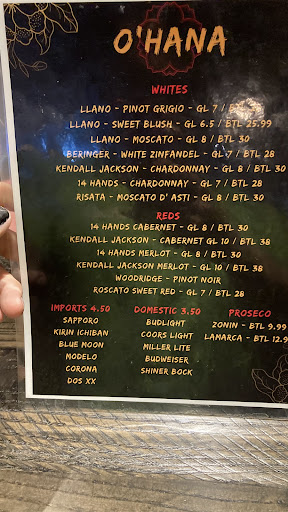 O'HANA
WHITES
LLANO - PINOT GRIGIO - GL 7 / BTL 28
LLANO - SWEET BLUSH - GL 6.5 / BTL 25.99
LLANO - MOSCATO - GL 8 / BTL 30
BERINGER - WHITE ZINFANDEL - GL 7 / BTL 28
KENDALL JACKSON - CHARDONNAY - GL 8 / BTL 30
14 HANDS - CHARDONNAY - GL 7 / BTL 28
RISATA - MOSCATO D' ASTI - GL 8 / BTL 30
REDS
14 HANDS CABERNET - GL 8 / BTL 30
KENDALL JACKSON - CABERNET GL 10 / BTL 38
14 HANDS MERLOT - GL 8 / BTL 30
KENDALL JACKSON MERLOT - GL 10 / BTL 38
WOODRIDGE - PINOT NOIR
ROSCATO SWEET RED - GL 7 / BTL 28
IMPORTS 4.50
SAPPORO
KIRIN ICHIBAN
BLUE MOON
MODELO
CORONA
DOS XX
DOMESTIC 3.50
BUDLIGHT
COORS LIGHT
MILLER LITE
BUDWEISER
SHINER BOCK
PROSECO
ZONIN - BTL 9.99
LAMARCA - BTL 12.9